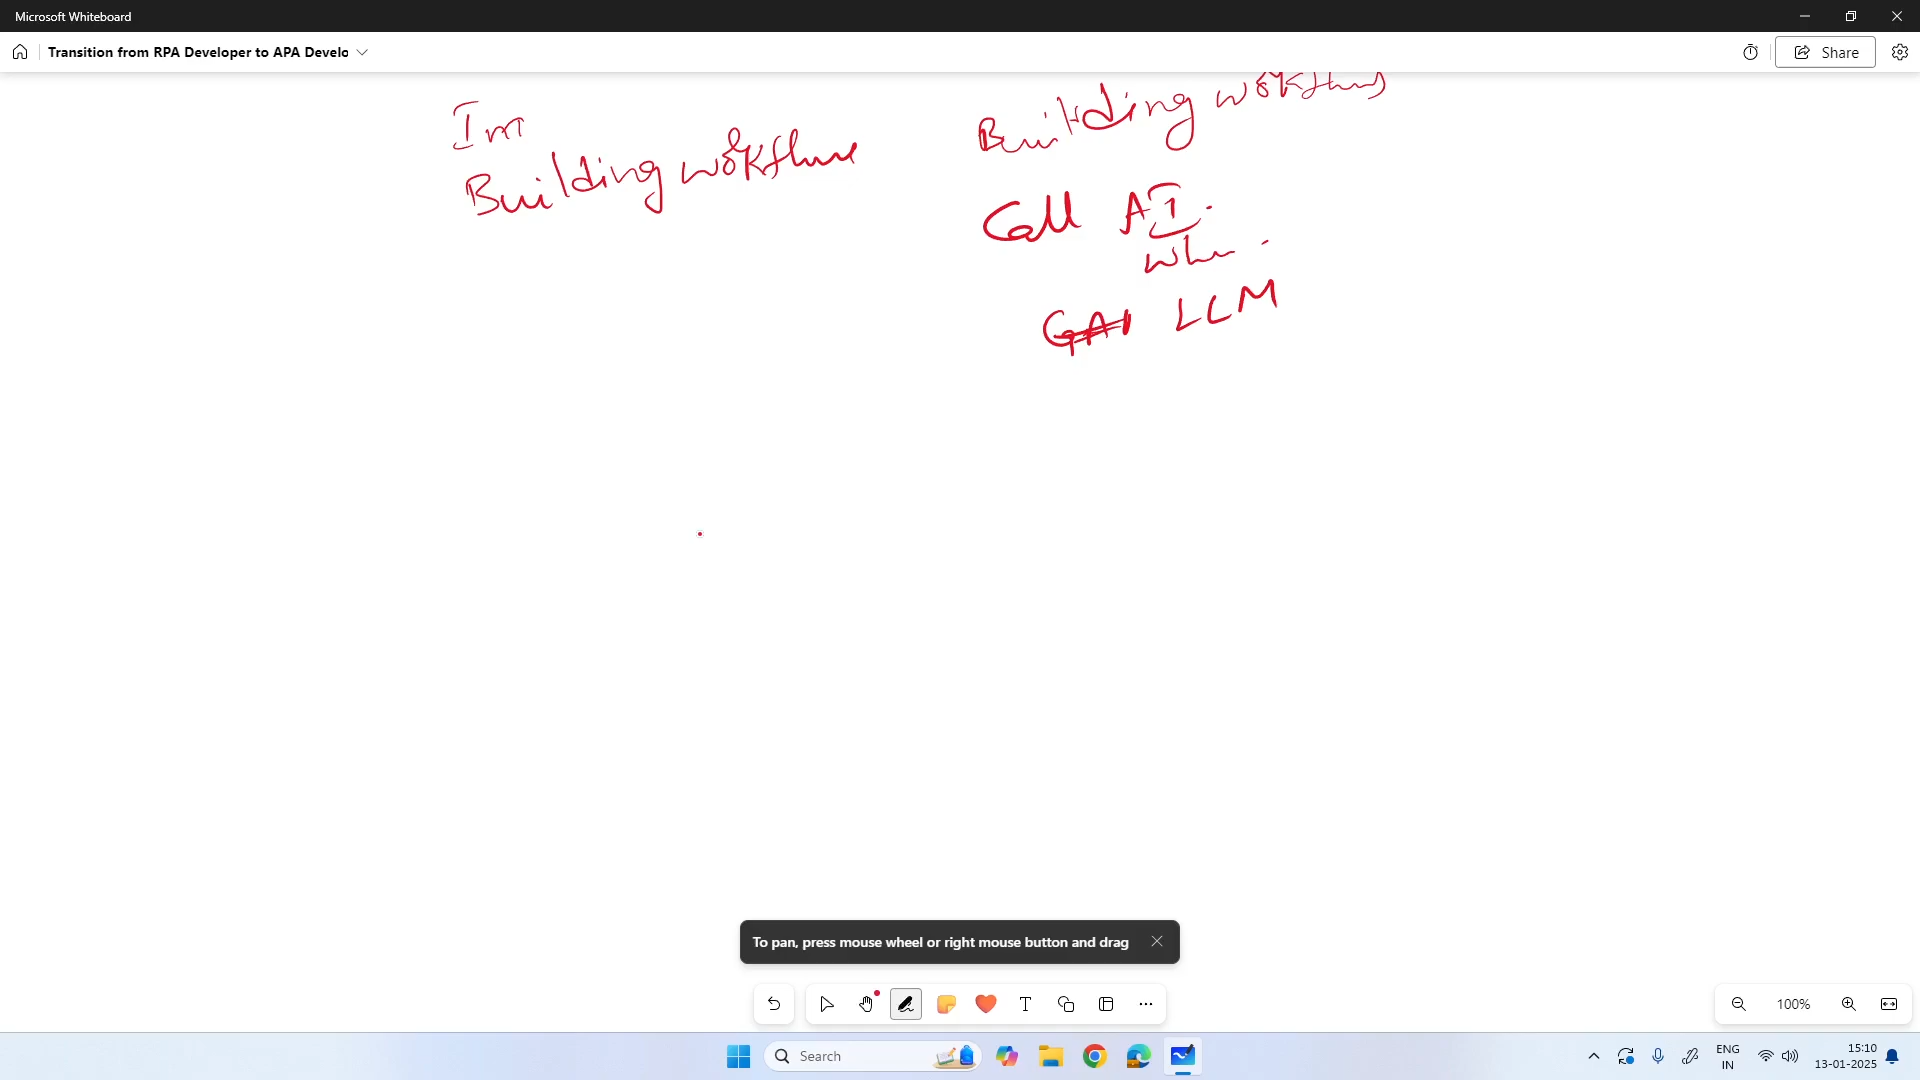 Microsoft Whiteboard
Transition from RPA Developer to APA Develo
Share
Int
Building workflow
Building workflows
Call AI.
when
GAI LLM
To pan, press mouse wheel or right mouse button and drag
100%
Search
ENG
IN
15:10
13-01-2025